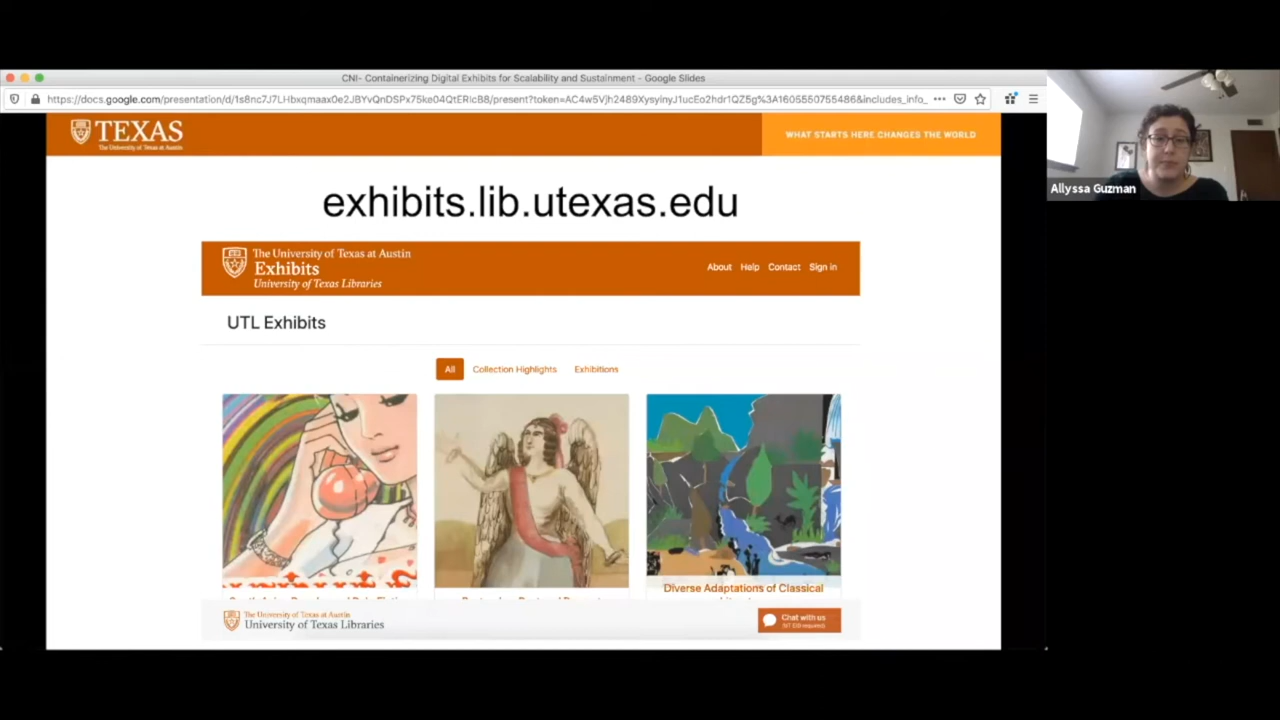 CNI- Containerizing Digital Exhibits for Scalability and Sustainment - Google Slides
TEXAS
The University of Texas at Austin
WHAT STARTS HERE CHANGES THE WORLD
Allyssa Guzman
exhibits.lib.utexas.edu
The University of Texas at Austin
Exhibits
University of Texas Libraries
About Help Contact Sign in
UTL Exhibits
All Collection Highlights Exhibitions
Diverse Adaptations of Classical
The University of Texas at Austin
University of Texas Libraries
Chat with us